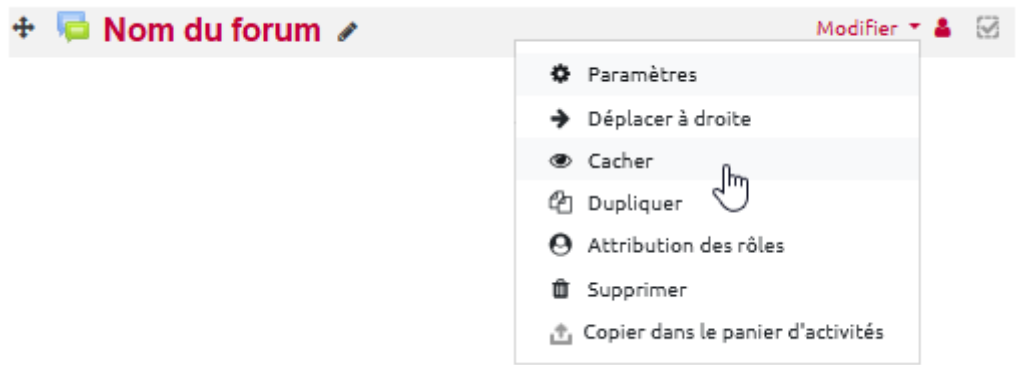 Nom du forum
Modifier
Paramètres
Déplacer à droite
Cacher
Dupliquer
Attribution des rôles
Supprimer
Copier dans le panier d'activités